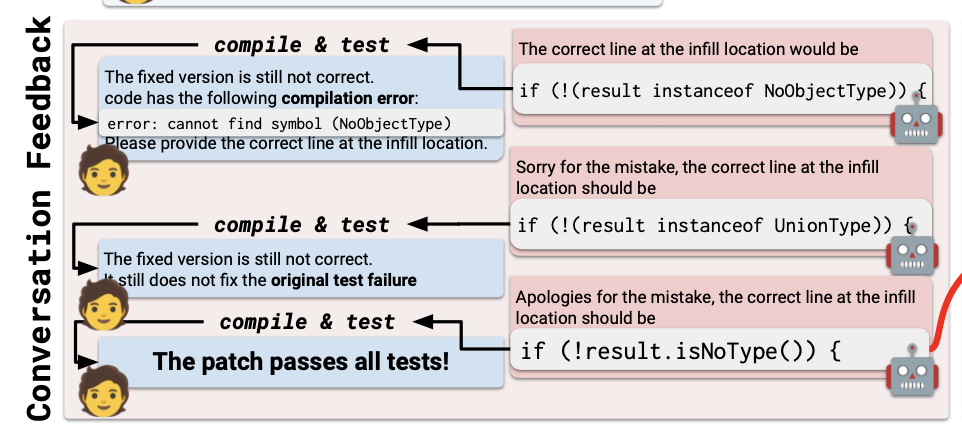 Conversation Feedback
The correct line at the infill location would be
if (!(result instanceof NoObjectType)) {
compile & test
The fixed version is still not correct.
code has the following compilation error:
error: cannot find symbol (NoObjectType)
Please provide the correct line at the infill location.
Sorry for the mistake, the correct line at the infill
location should be
if (!(result instanceof UnionType)) {
compile & test
The fixed version is still not correct.
It still does not fix the original test failure
Apologies for the mistake, the correct line at the infill
location should be
if (!result.isNoType()) {
compile & test
The patch passes all tests!